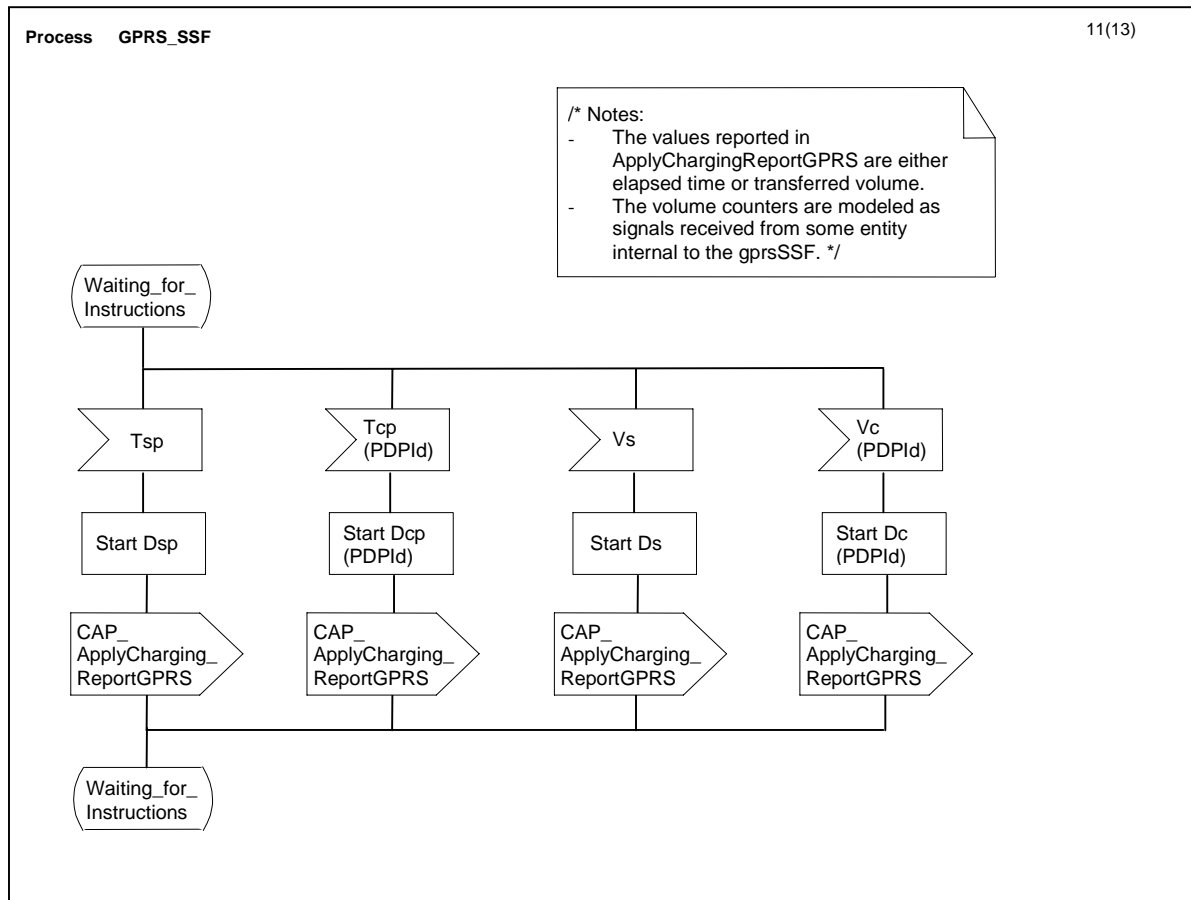 Process GPRS_SSF
11(13)
/* Notes:
- The values reported in
ApplyChargingReportGPRS are either
elapsed time or transferred volume.
- The volume counters are modeled as
signals received from some entity
internal to the gprsSSF. */
Waiting_for_
Instructions
Tsp
Tcp
(PDPId)
Vs
Vc
(PDPId)
Start Dsp
Start Dcp
(PDPId)
Start Ds
Start Dc
(PDPId)
CAP_
ApplyCharging_
ReportGPRS
CAP_
ApplyCharging_
ReportGPRS
CAP_
ApplyCharging_
ReportGPRS
CAP_
ApplyCharging_
ReportGPRS
Waiting_for_
Instructions